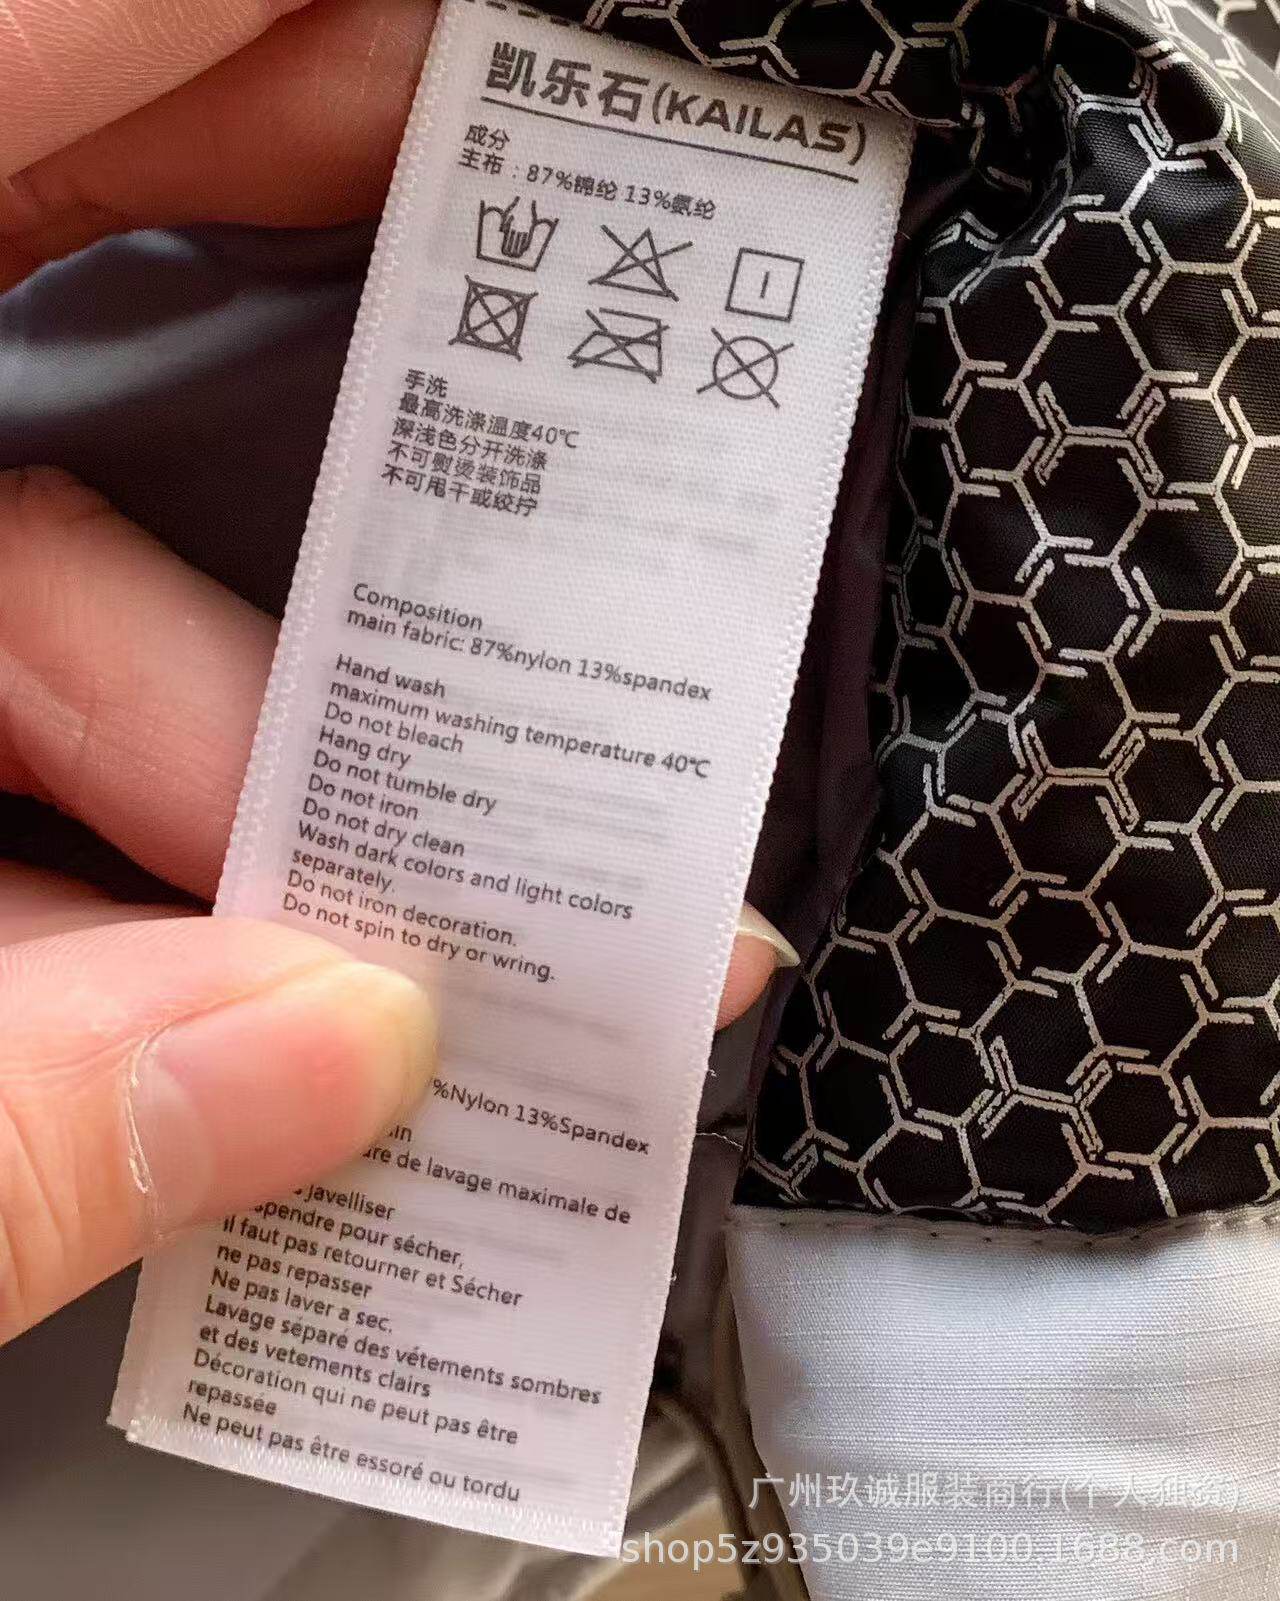 凯乐石(KAILAS)
成分
主布：87%锦纶 13%氨纶
手洗
最高洗涤温度40℃
深浅色分开洗涤
不可熨烫装饰品
不可甩干或绞拧
Composition
main fabric: 87%nylon 13%spandex
Hand wash
maximum washing temperature 40℃
Do not bleach
Hang dry
Do not tumble dry
Do not iron
Do not dry clean
Wash dark colors and light colors
separately.
Do not iron decoration.
Do not spin to dry or wring.
%Nylon 13%Spandex
de lavage maximale de
javelliser
pendre pour sécher,
il faut pas retourner et Sécher
ne pas repasser
Ne pas laver a sec.
Lavage séparé des vétements sombres
et des vetements clairs
Décoration qui ne peut pas être
repassée
Ne peut pas être essoré ou tordu
广州玖诚服装商行(个人独资)
shop5z935039e9100.1688.com